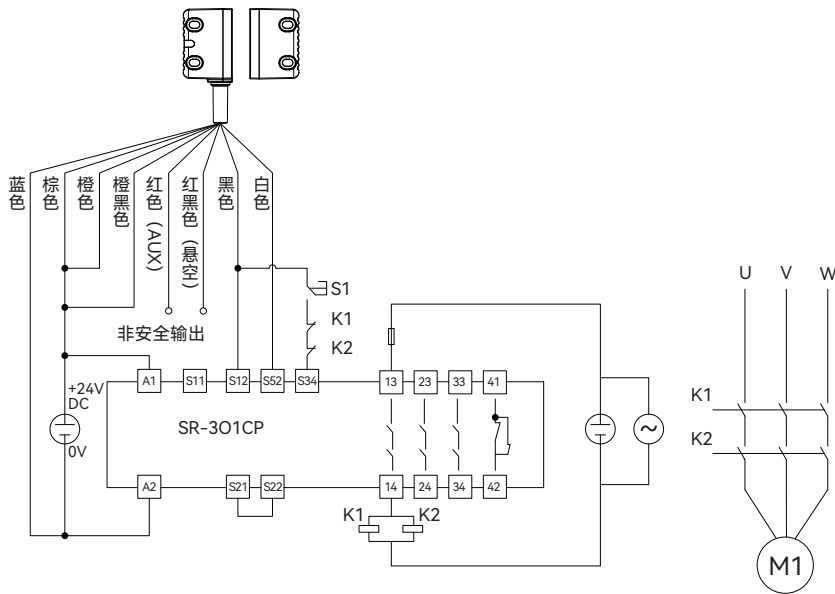 蓝色
棕色
橙色
橙黑色
红色 (AUX)
红黑色 (悬空)
黑色
白色
非安全输出
S1
K1
K2
U V W
A1 S11 S12 S52 S34 13 23 33 41
+24V
DC
0V
SR-301CP
K1
K2
A2 S21 S22 14 24 34 42
K1 K2
M1